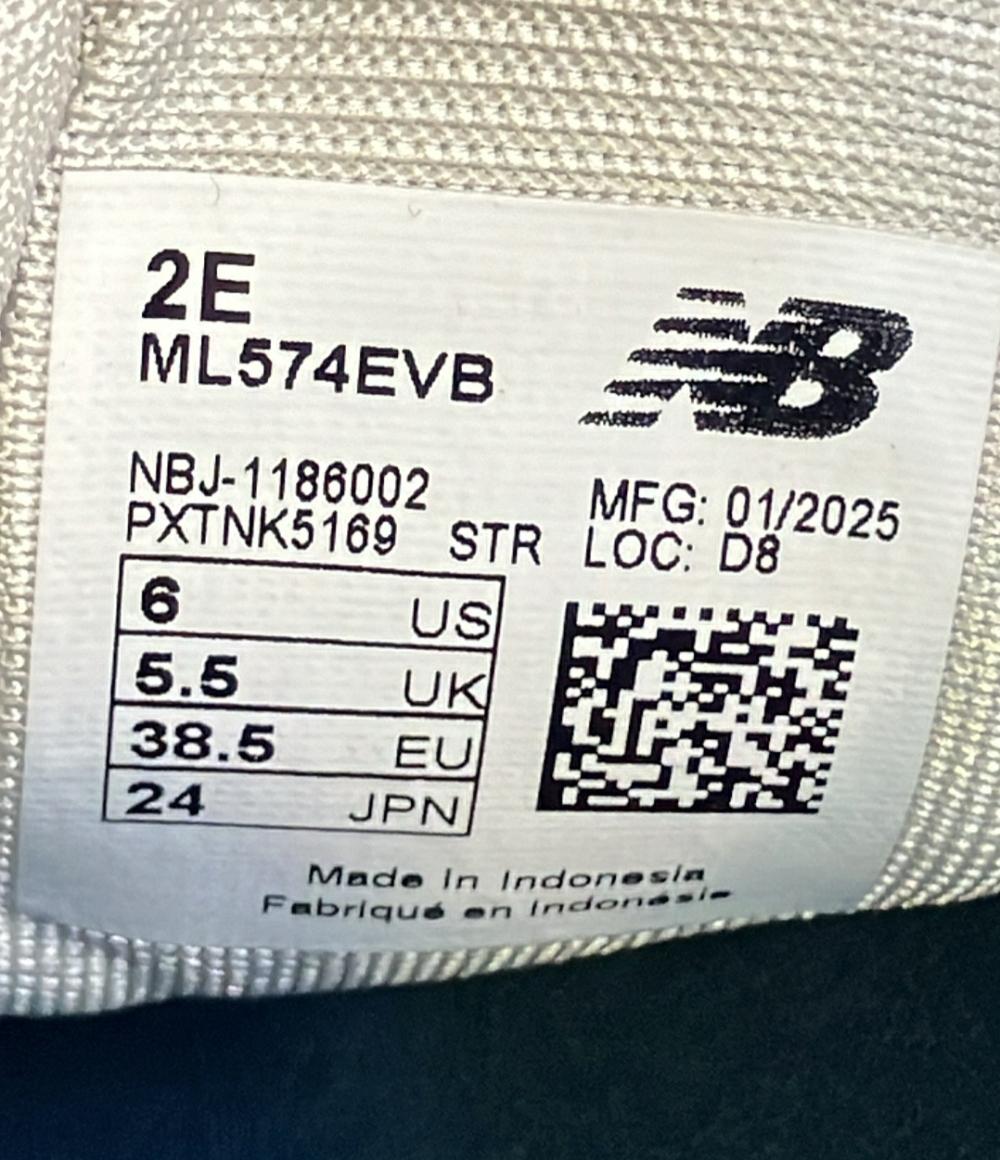 2E
ML574EVB
NB
NBJ-1186002
PXTNK5169 STR
MFG: 01/2025
LOC: D8
6 US
5.5 UK
38.5 EU
24 JPN
Made in Indonesia
Fabriqué en Indonésie